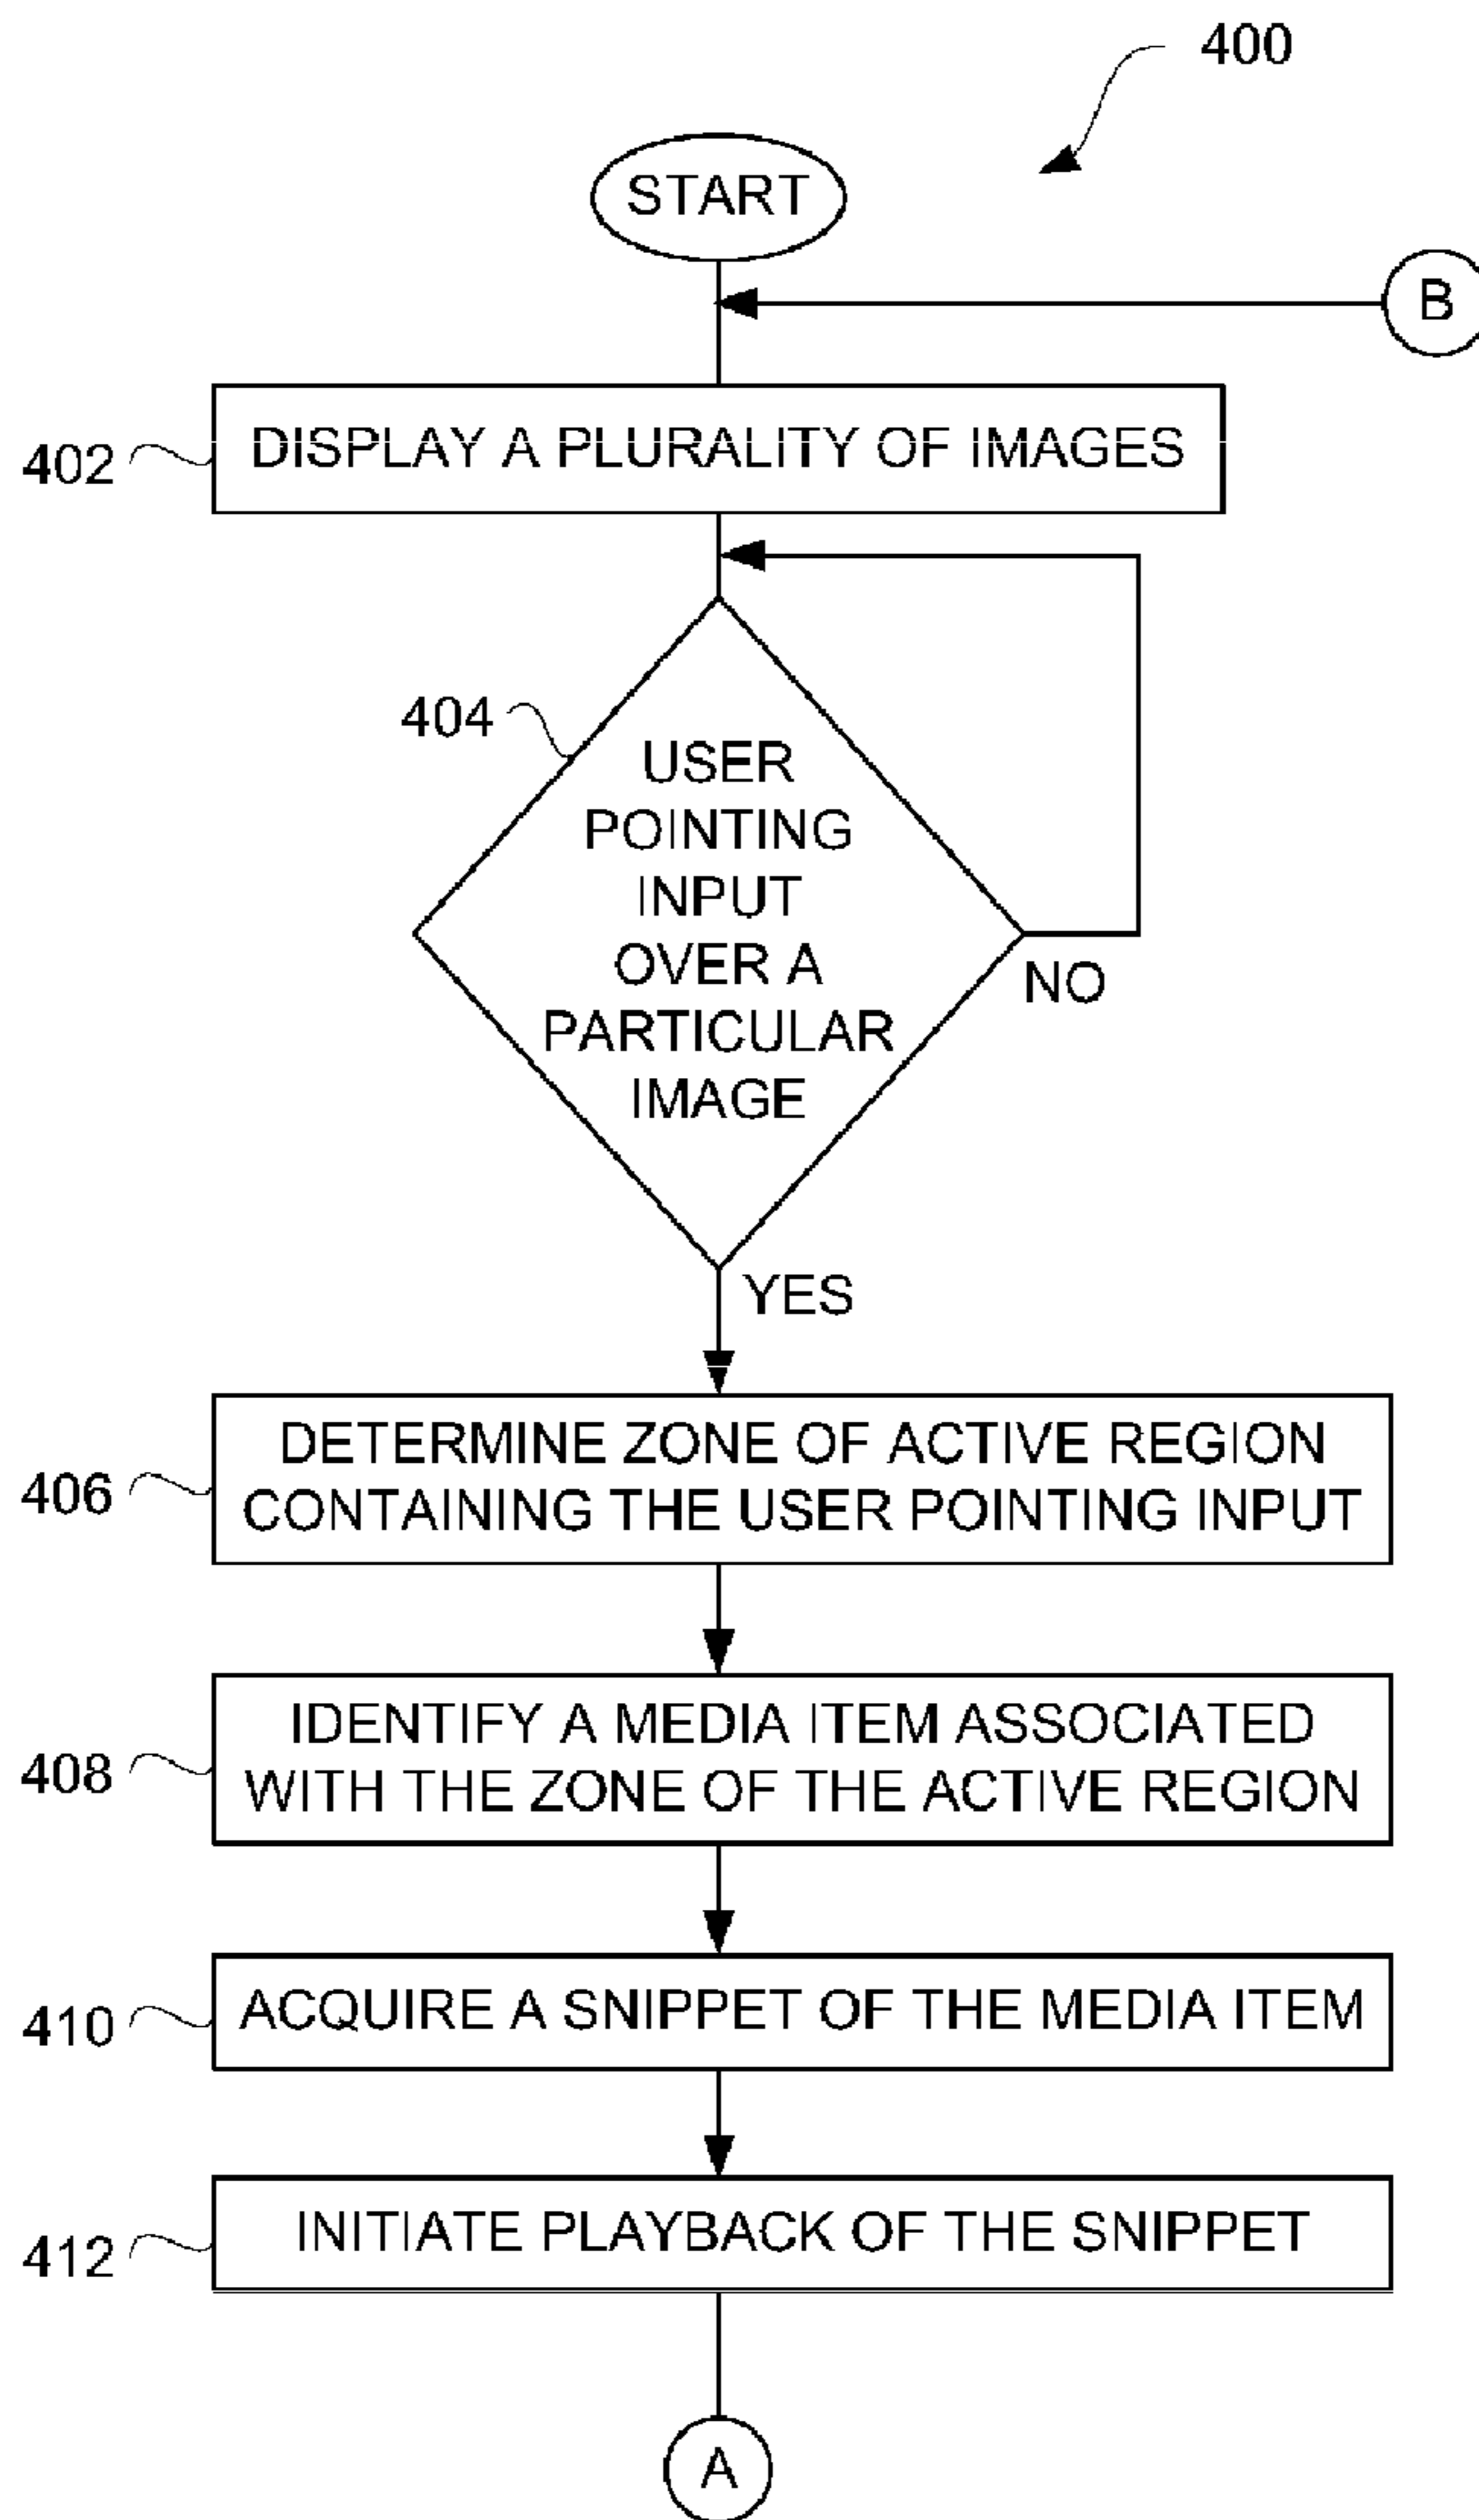 400
START
B
402
DISPLAY A PLURALITY OF IMAGES
404
USER
POINTING
INPUT
OVER A
PARTICULAR
IMAGE
NO
YES
406
DETERMINE ZONE OF ACTIVE REGION
CONTAINING THE USER POINTING INPUT
408
IDENTIFY A MEDIA ITEM ASSOCIATED
WITH THE ZONE OF THE ACTIVE REGION
410
ACQUIRE A SNIPPET OF THE MEDIA ITEM
412
INITIATE PLAYBACK OF THE SNIPPET
A